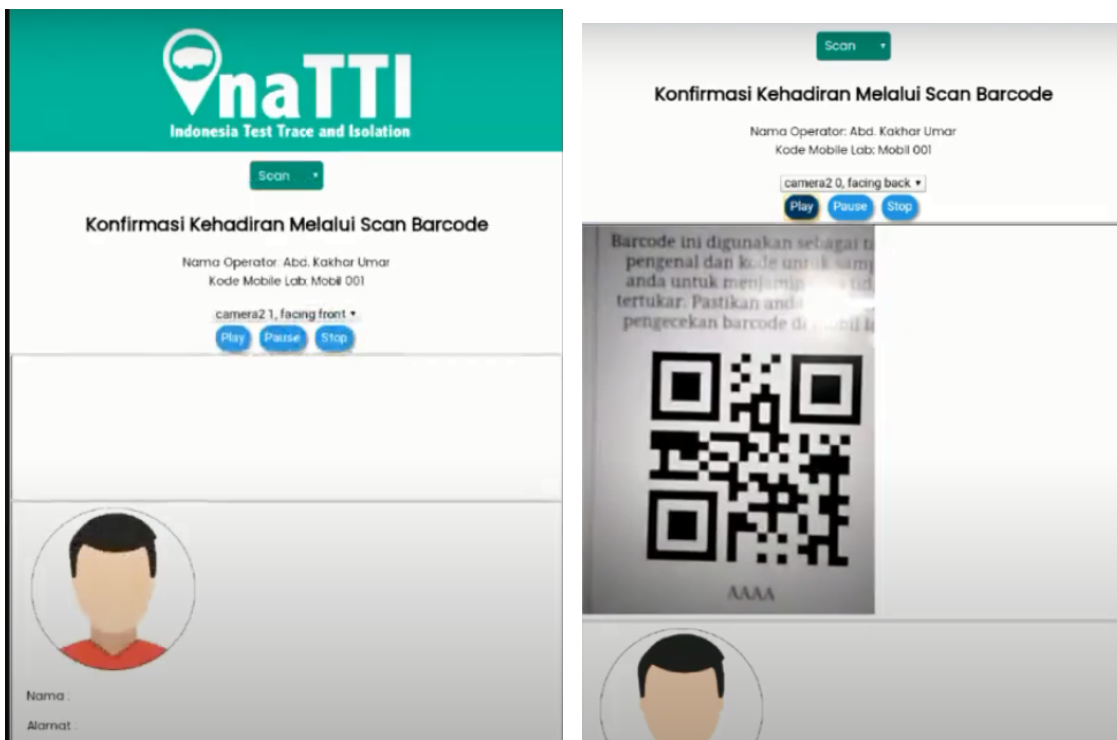 naTTI
Indonesia Test Trace and Isolation
Scan
Konfirmasi Kehadiran Melalui Scan Barcode
Nama Operator: Abd. Kakhar Umar
Kode Mobile Lab: Mobil 001
camera2 1, facing front
Play Pause Stop
Nama :
Alamat :
Scan
Konfirmasi Kehadiran Melalui Scan Barcode
Nama Operator: Abd. Kakhar Umar
Kode Mobile Lab: Mobil 001
camera2 0, facing back
Play Pause Stop
Barcode ini digunakan sebagai
pengenal dan kode untuk
anda untuk
tertukar. Pastikan
pengecekan barcode di
AAAA